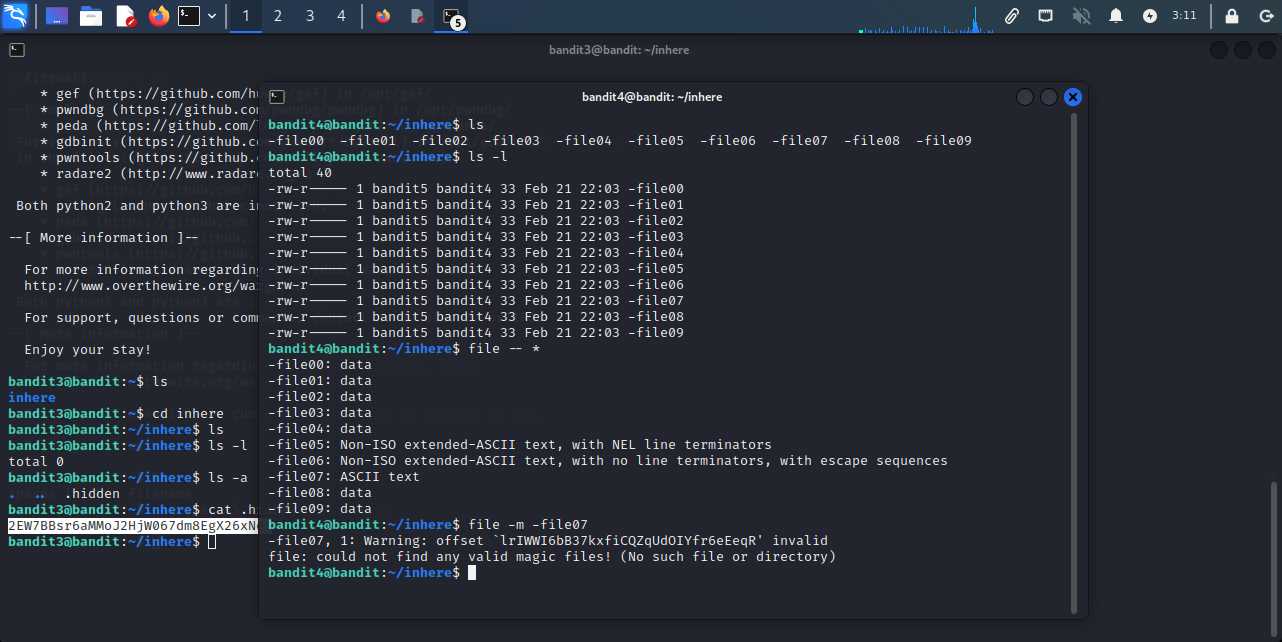 1 2 3 4 5 3:11
bandit3@bandit: ~/inhere
firewall.
* gef (https://github.com/hu
* pwndbg (https://github.com
* peda (https://github.com/
* gdbinit (https://github.co
* pwntools (https://github.c
* radare2 (http://www.radare
Both python2 and python3 are in
--[ More information ]--
For more information regarding
http://www.overthewire.org/wa
For support, questions or com
Enjoy your stay!
bandit3@bandit:~$ ls
inhere
bandit3@bandit:~$ cd inhere
bandit3@bandit:~/inhere$ ls
bandit3@bandit:~/inhere$ ls -l
total 0
bandit3@bandit:~/inhere$ ls -a
. .. .hidden
bandit3@bandit:~/inhere$ cat .hi
2EW7BBsr6aMMoJ2HjW067dm8EgX26xN
bandit3@bandit:~/inhere$
bandit4@bandit: ~/inhere
bandit4@bandit:~/inhere$ ls
-file00 -file01 -file02 -file03 -file04 -file05 -file06 -file07 -file08 -file09
bandit4@bandit:~/inhere$ ls -l
total 40
-rw-r----- 1 bandit5 bandit4 33 Feb 21 22:03 -file00
-rw-r----- 1 bandit5 bandit4 33 Feb 21 22:03 -file01
-rw-r----- 1 bandit5 bandit4 33 Feb 21 22:03 -file02
-rw-r----- 1 bandit5 bandit4 33 Feb 21 22:03 -file03
-rw-r----- 1 bandit5 bandit4 33 Feb 21 22:03 -file04
-rw-r----- 1 bandit5 bandit4 33 Feb 21 22:03 -file05
-rw-r----- 1 bandit5 bandit4 33 Feb 21 22:03 -file06
-rw-r----- 1 bandit5 bandit4 33 Feb 21 22:03 -file07
-rw-r----- 1 bandit5 bandit4 33 Feb 21 22:03 -file08
-rw-r----- 1 bandit5 bandit4 33 Feb 21 22:03 -file09
bandit4@bandit:~/inhere$ file -- *
-file00: data
-file01: data
-file02: data
-file03: data
-file04: data
-file05: Non-ISO extended-ASCII text, with NEL line terminators
-file06: Non-ISO extended-ASCII text, with no line terminators, with escape sequences
-file07: ASCII text
-file08: data
-file09: data
bandit4@bandit:~/inhere$ file -m -file07
-file07, 1: Warning: offset `lrIWWI6bB37kxfiCQZqUdOIYfr6eEeqR' invalid
file: could not find any valid magic files! (No such file or directory)
bandit4@bandit:~/inhere$